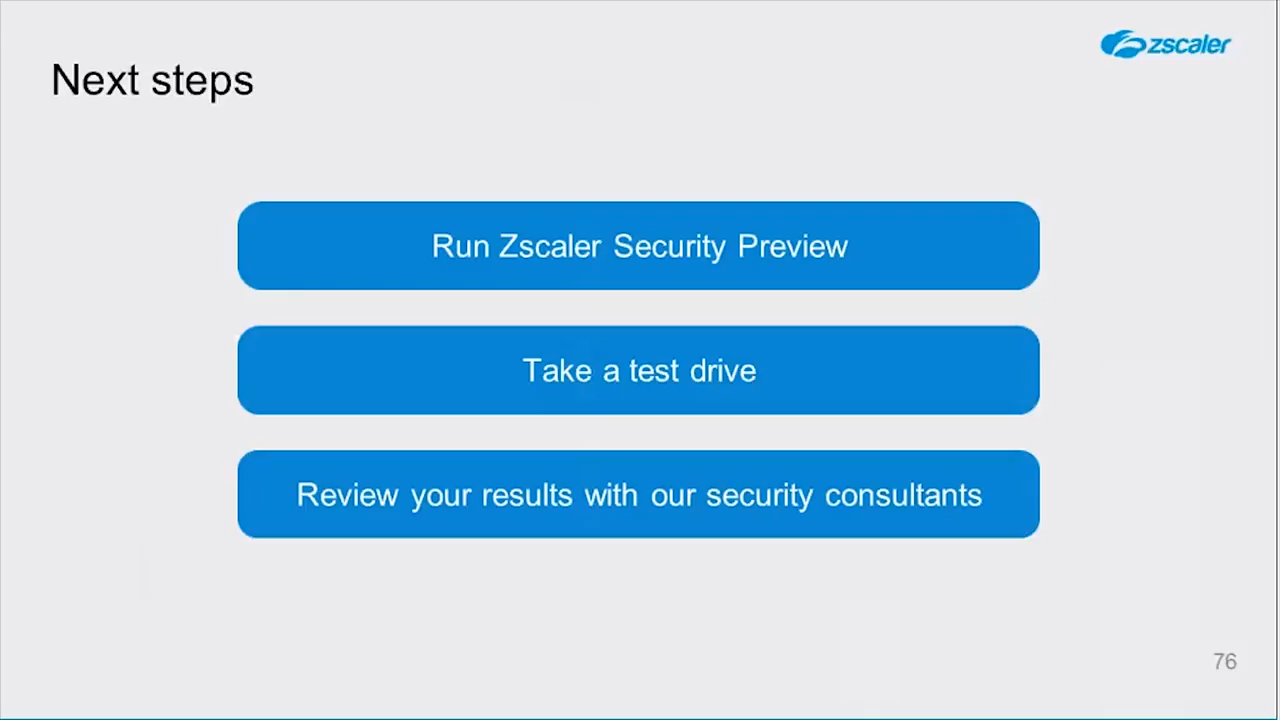 zscaler
Next steps
Run Zscaler Security Preview
Take a test drive
Review your results with our security consultants
76